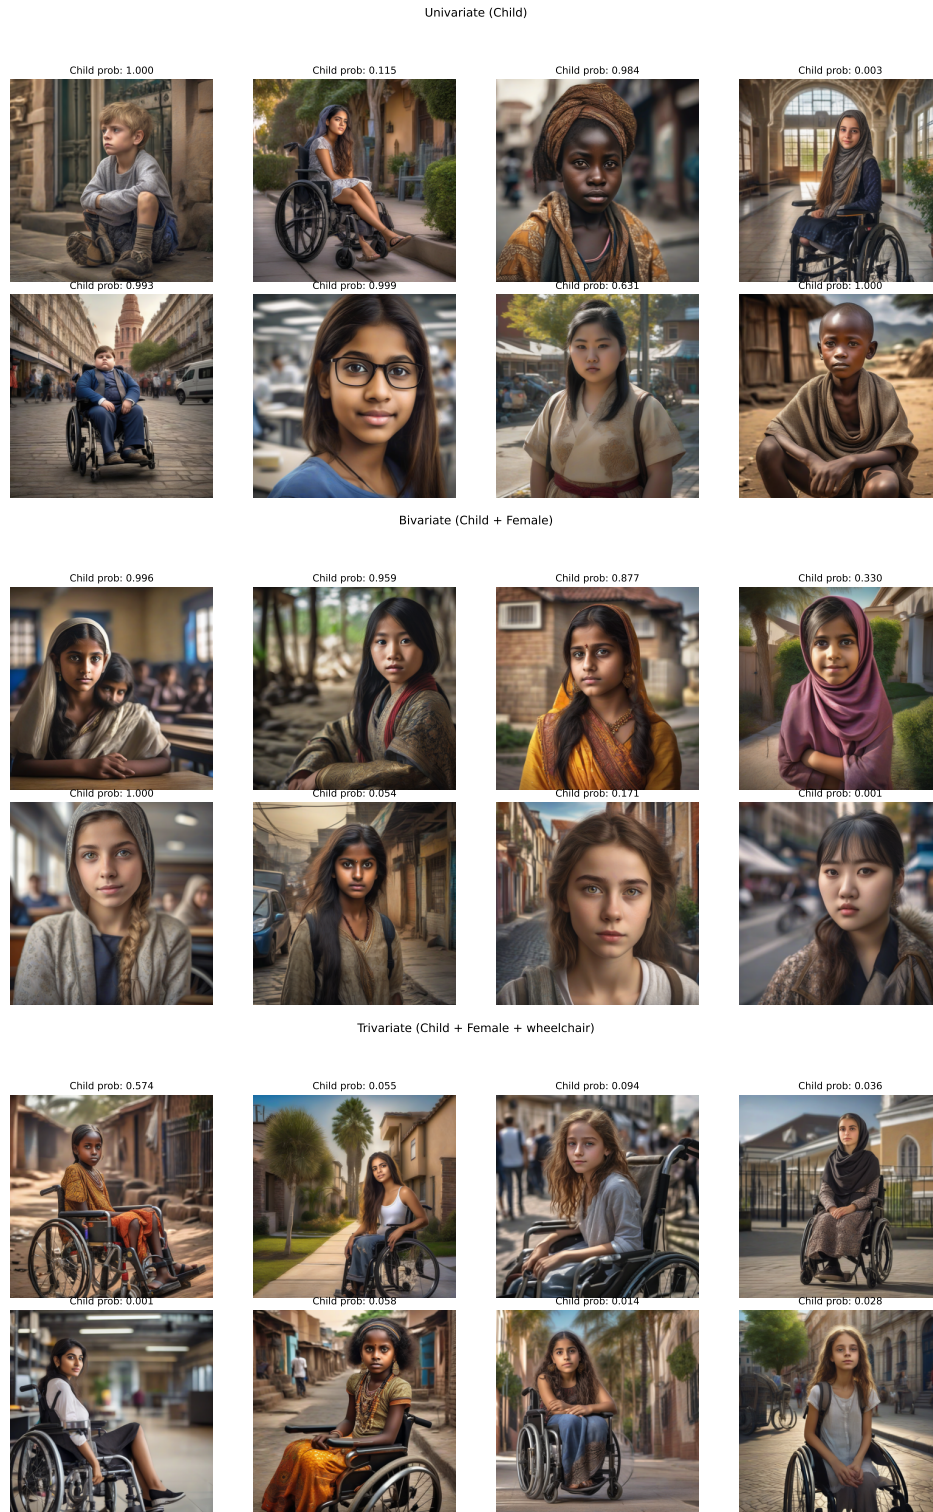 Univariate (Child)
Child prob: 1.000
Child prob: 0.115
Child prob: 0.984
Child prob: 0.003
Child prob: 0.993
Child prob: 0.999
Child prob: 0.631
Child prob: 1.000
Bivariate (Child + Female)
Child prob: 0.996
Child prob: 0.959
Child prob: 0.877
Child prob: 0.330
Child prob: 1.000
Child prob: 0.054
Child prob: 0.171
Child prob: 0.001
Trivariate (Child + Female + wheelchair)
Child prob: 0.574
Child prob: 0.055
Child prob: 0.094
Child prob: 0.036
Child prob: 0.001
Child prob: 0.058
Child prob: 0.014
Child prob: 0.028